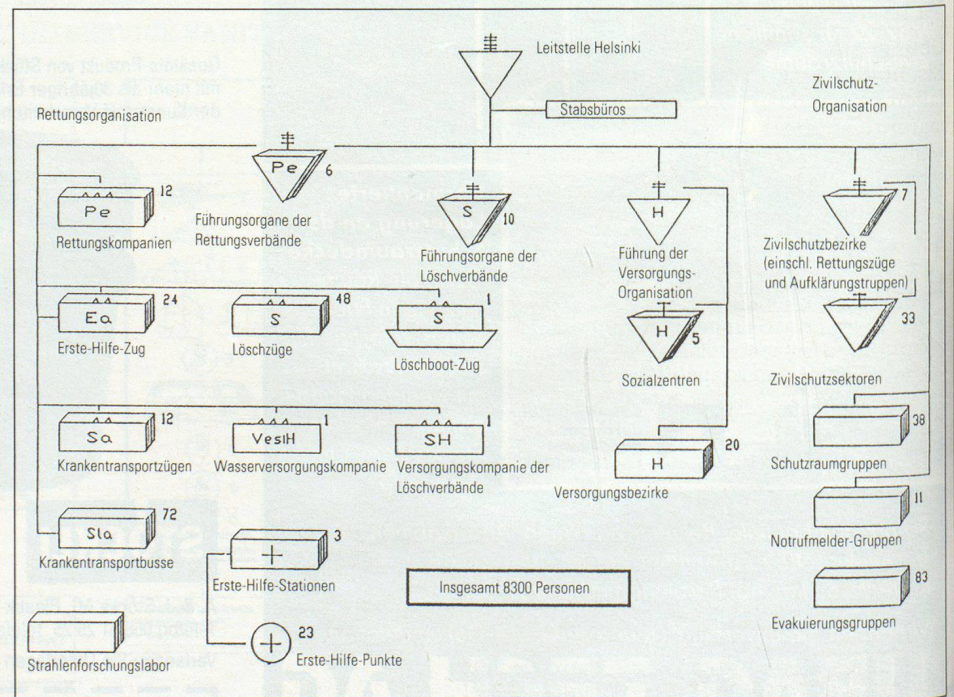 Leitstelle Helsinki
Stabsbüros
Zivilschutz-
Organisation
Rettungsorganisation
Pe
6
Führungsorgane der
Rettungsverbände
12
Pe
Rettungskompanien
S
10
Führungsorgane der
Löschverbände
H
Führung der
Versorgungs-
Organisation
7
Zivilschutzbezirke
(einschl. Rettungszüge
und Aufklärungstruppen)
24
Ea
Erste-Hilfe-Zug
48
S
Löschzüge
1
S
Löschboot-Zug
H
5
Sozialzentren
33
Zivilschutzsektoren
12
Sa
Krankentransportzügen
1
VesiH
Wasserversorgungskompanie
1
SH
Versorgungskompanie der
Löschverbände
20
H
Versorgungsbezirke
38
Schutzraumgruppen
72
Sla
Krankentransportbusse
3
Erste-Hilfe-Stationen
11
Notrufmelder-Gruppen
Insgesamt 8300 Personen
83
Evakuierungsgruppen
Strahlenforschungslabor
23
Erste-Hilfe-Punkte